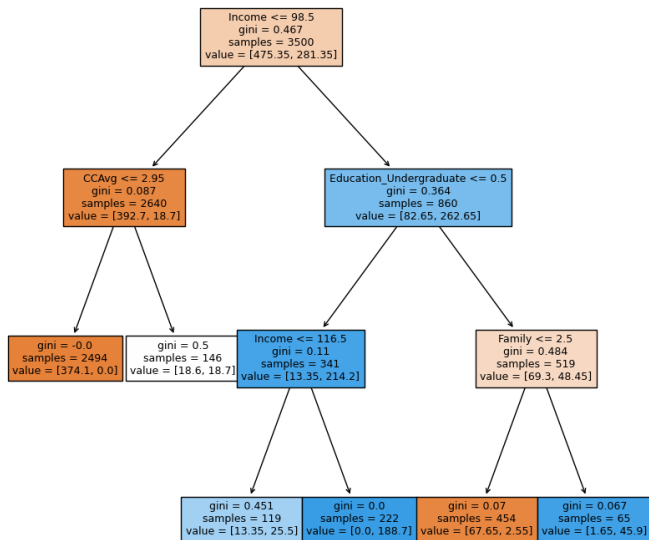 Income <= 98.5
gini = 0.467
samples = 3500
value = [475.35, 281.35]
CCAvg <= 2.95
gini = 0.087
samples = 2640
value = [392.7, 18.7]
Education_Undergraduate <= 0.5
gini = 0.364
samples = 860
value = [82.65, 262.65]
gini = -0.0
samples = 2494
value = [374.1, 0.0]
gini = 0.5
samples = 146
value = [18.6, 18.7]
Income <= 116.5
gini = 0.11
samples = 341
value = [13.35, 214.2]
Family <= 2.5
gini = 0.484
samples = 519
value = [69.3, 48.45]
gini = 0.451
samples = 119
value = [13.35, 25.5]
gini = 0.0
samples = 222
value = [0.0, 188.7]
gini = 0.07
samples = 454
value = [67.65, 2.55]
gini = 0.067
samples = 65
value = [1.65, 45.9]